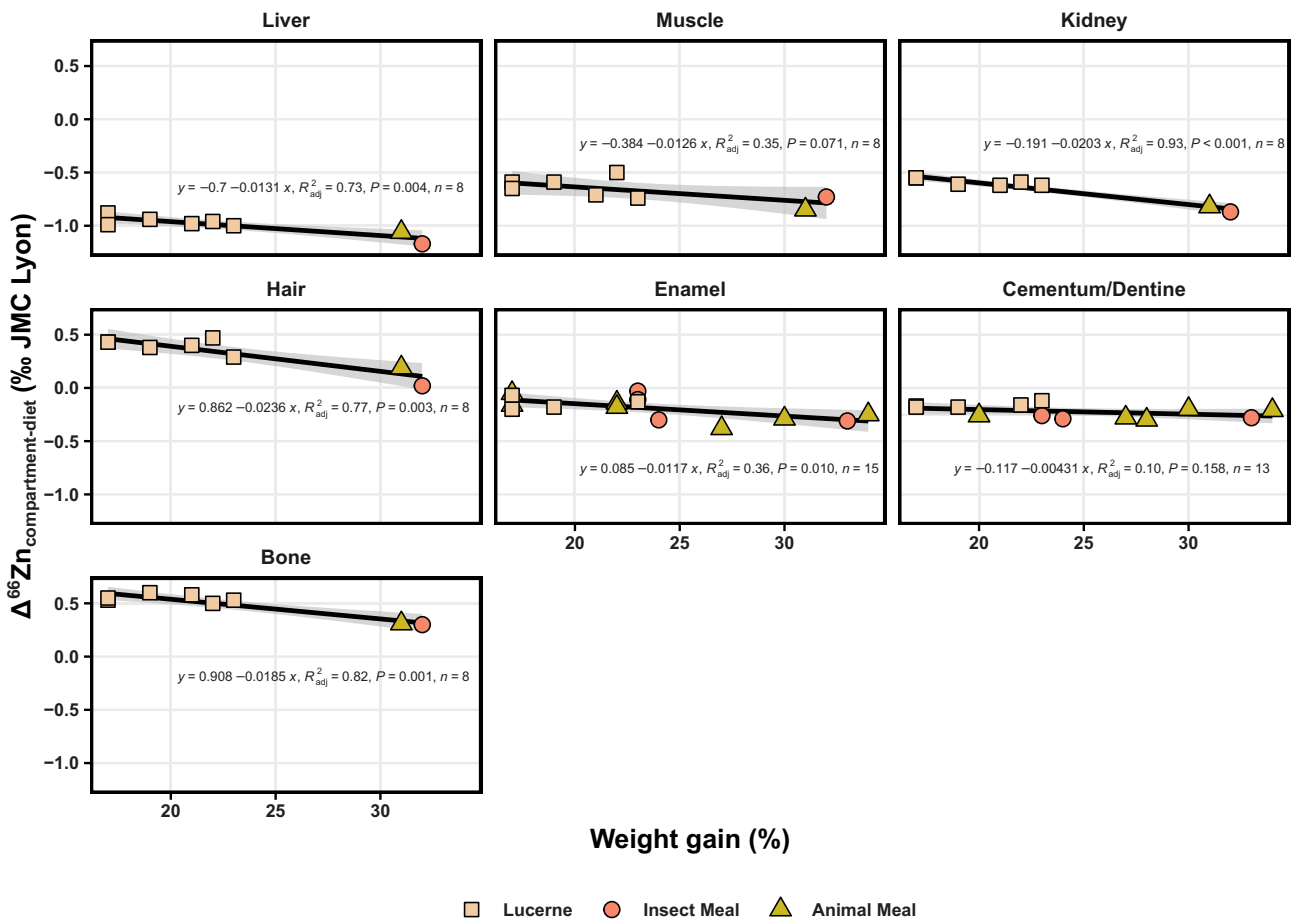 Liver
Muscle
Kidney
0.5
0.0
−0.5
−1.0
y = −0.7 −0.0131 x, R²adj = 0.73, P = 0.004, n = 8
y = −0.384 −0.0126 x, R²adj = 0.35, P = 0.071, n = 8
y = −0.191 −0.0203 x, R²adj = 0.93, P < 0.001, n = 8
Hair
Enamel
Cementum/Dentine
0.5
0.0
−0.5
−1.0
y = 0.862 −0.0236 x, R²adj = 0.77, P = 0.003, n = 8
y = 0.085 −0.0117 x, R²adj = 0.36, P = 0.010, n = 15
y = −0.117 −0.00431 x, R²adj = 0.10, P = 0.158, n = 13
20 25 30
20 25 30
Bone
0.5
0.0
−0.5
−1.0
y = 0.908 −0.0185 x, R²adj = 0.82, P = 0.001, n = 8
20 25 30
Δ⁶⁶Zncompartment-diet (‰ JMC Lyon)
Weight gain (%)
Lucerne Insect Meal Animal Meal